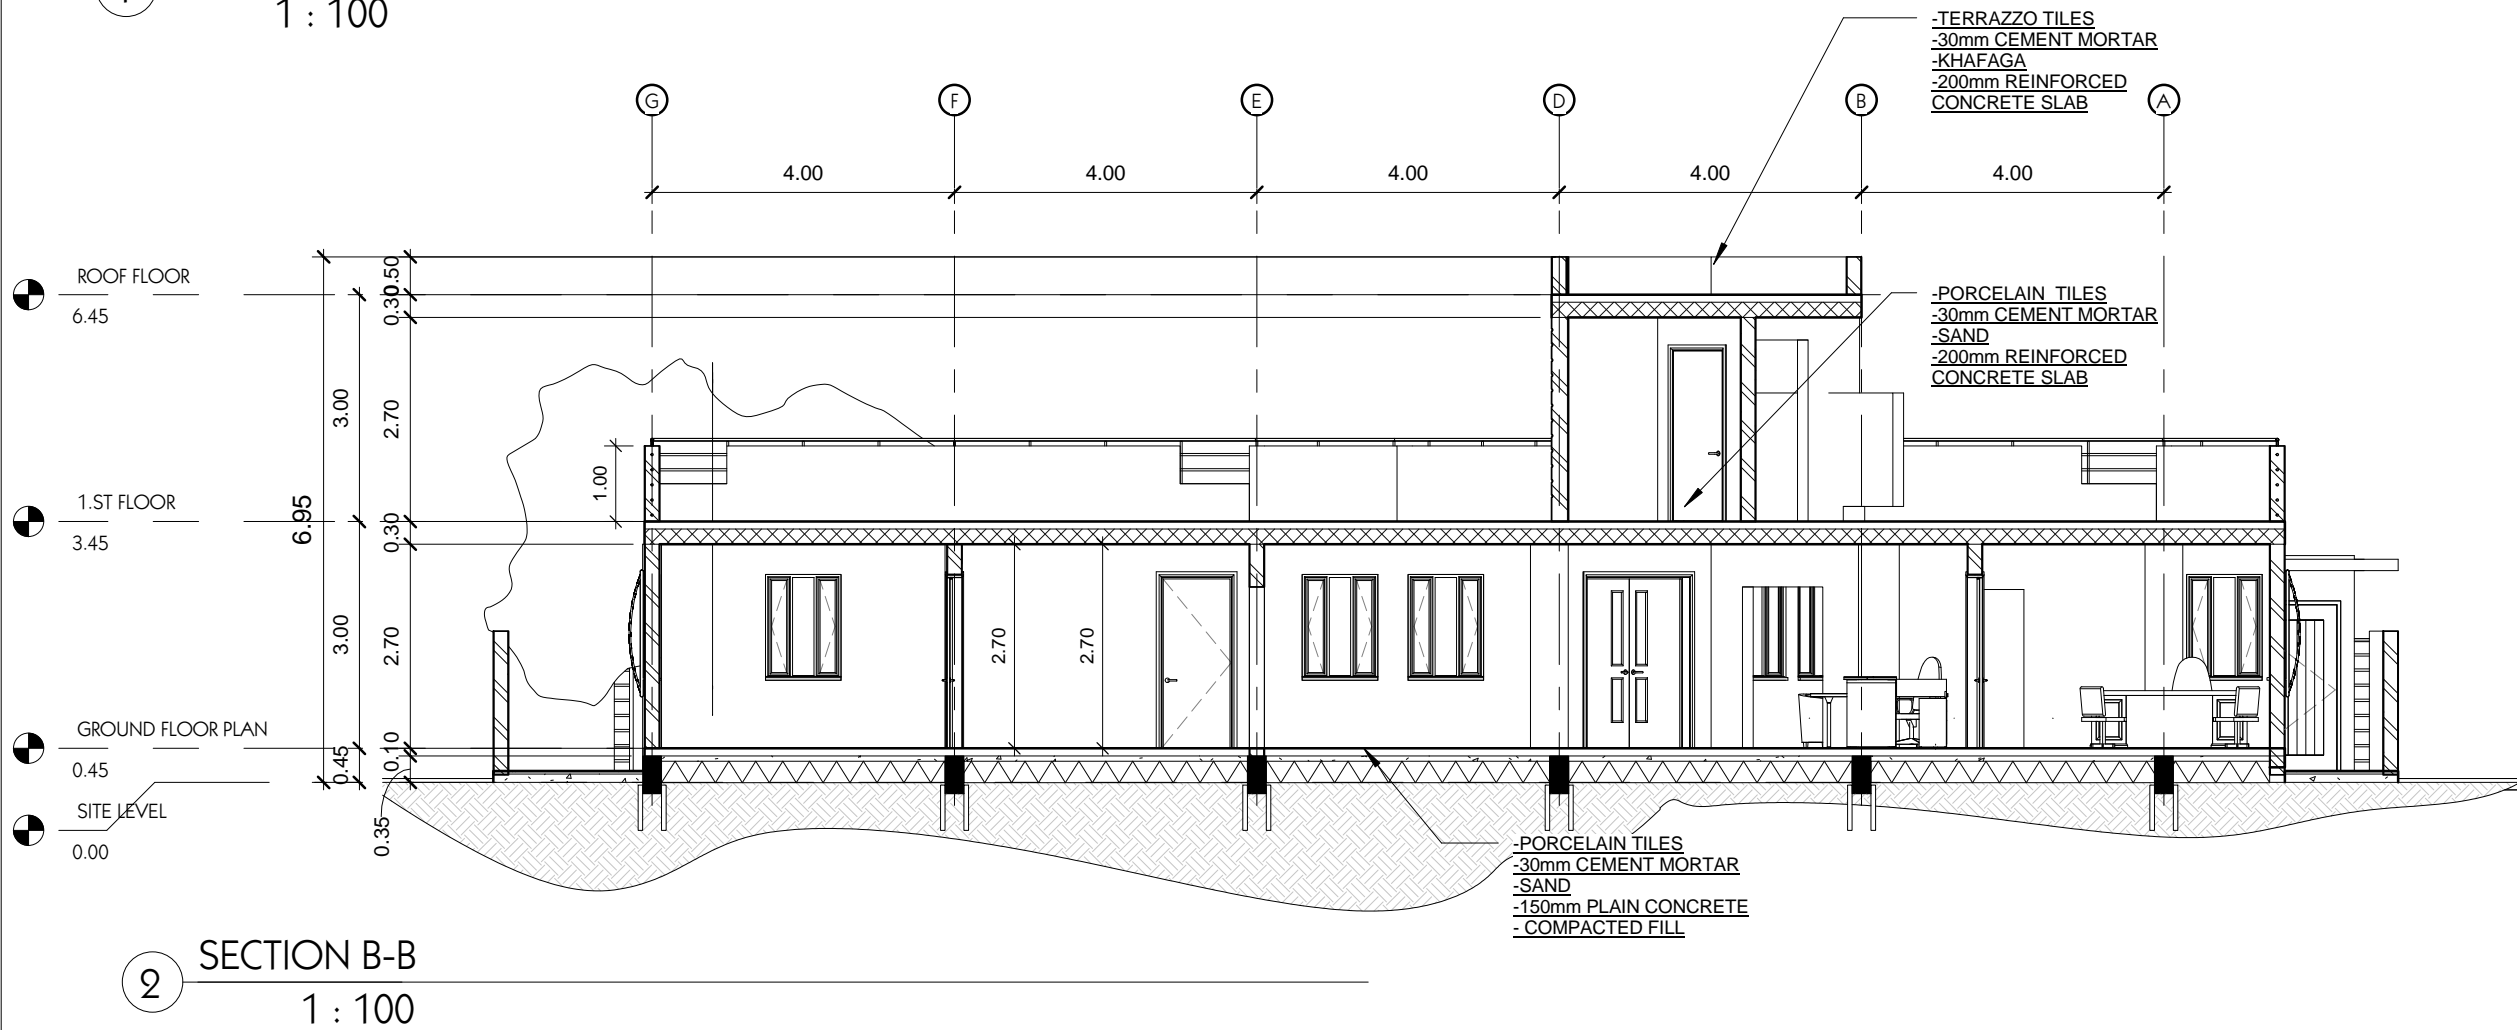 1 : 100
-TERRAZZO TILES
-30mm CEMENT MORTAR
-KHAFAGA
-200mm REINFORCED
CONCRETE SLAB
G
F
E
D
B
A
4.00
4.00
4.00
4.00
4.00
ROOF FLOOR
6.45
0.50
0.30
-PORCELAIN  TILES
-30mm CEMENT MORTAR
-SAND
-200mm REINFORCED
CONCRETE SLAB
3.00
2.70
1.00
1.ST FLOOR
3.45
6.95
0.30
3.00
2.70
2.70
2.70
GROUND FLOOR PLAN
0.45
0.45
0.10
SITE LEVEL
0.00
0.35
-PORCELAIN TILES
-30mm CEMENT MORTAR
-SAND
-150mm PLAIN CONCRETE
- COMPACTED FILL
2
SECTION B-B
1 : 100